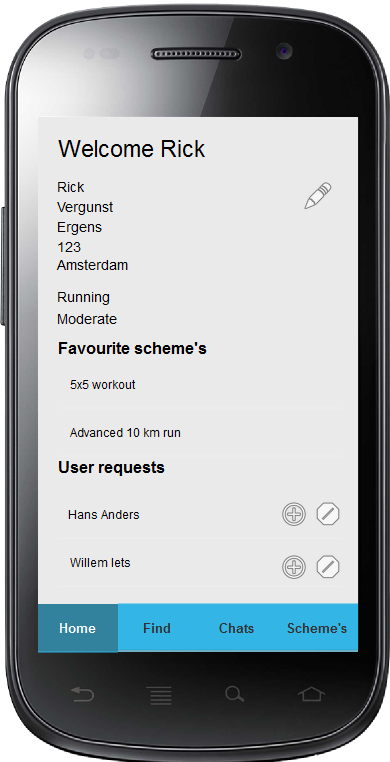 Welcome Rick
Rick
Vergunst
Ergens
123
Amsterdam
Running
Moderate
Favourite scheme's
5x5 workout
Advanced 10 km run
User requests
Hans Anders
Willem Iets
Home Find Chats Scheme's